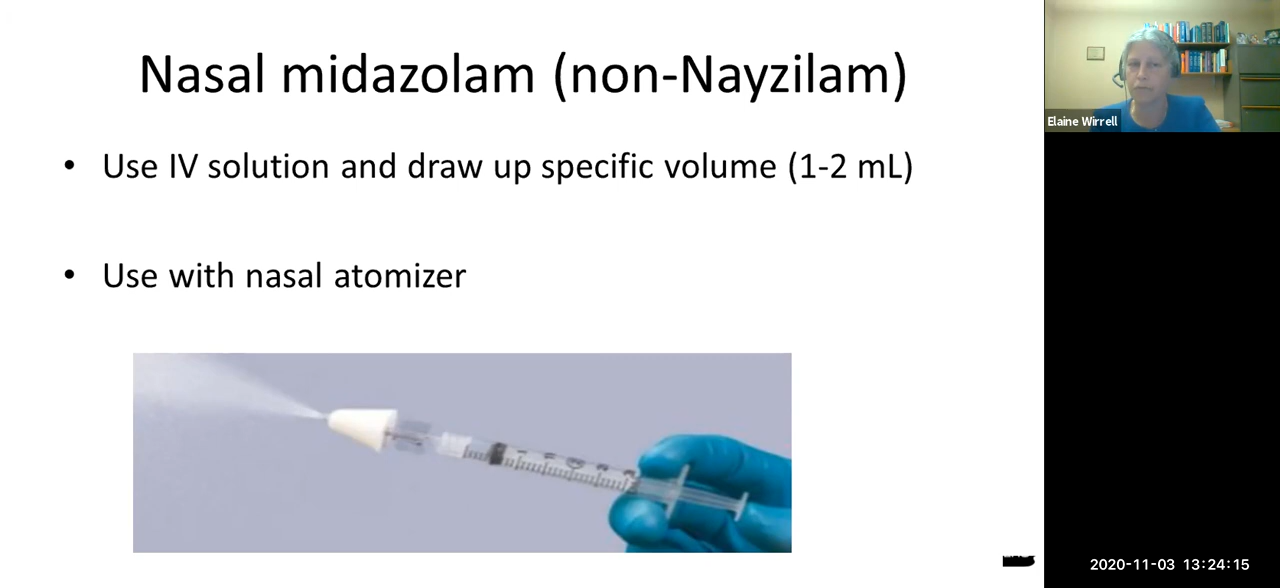 Nasal midazolam (non-Nayzilam)
• Use IV solution and draw up specific volume (1-2 mL)
• Use with nasal atomizer
Elaine Wirrell
2020-11-03 13:24:15